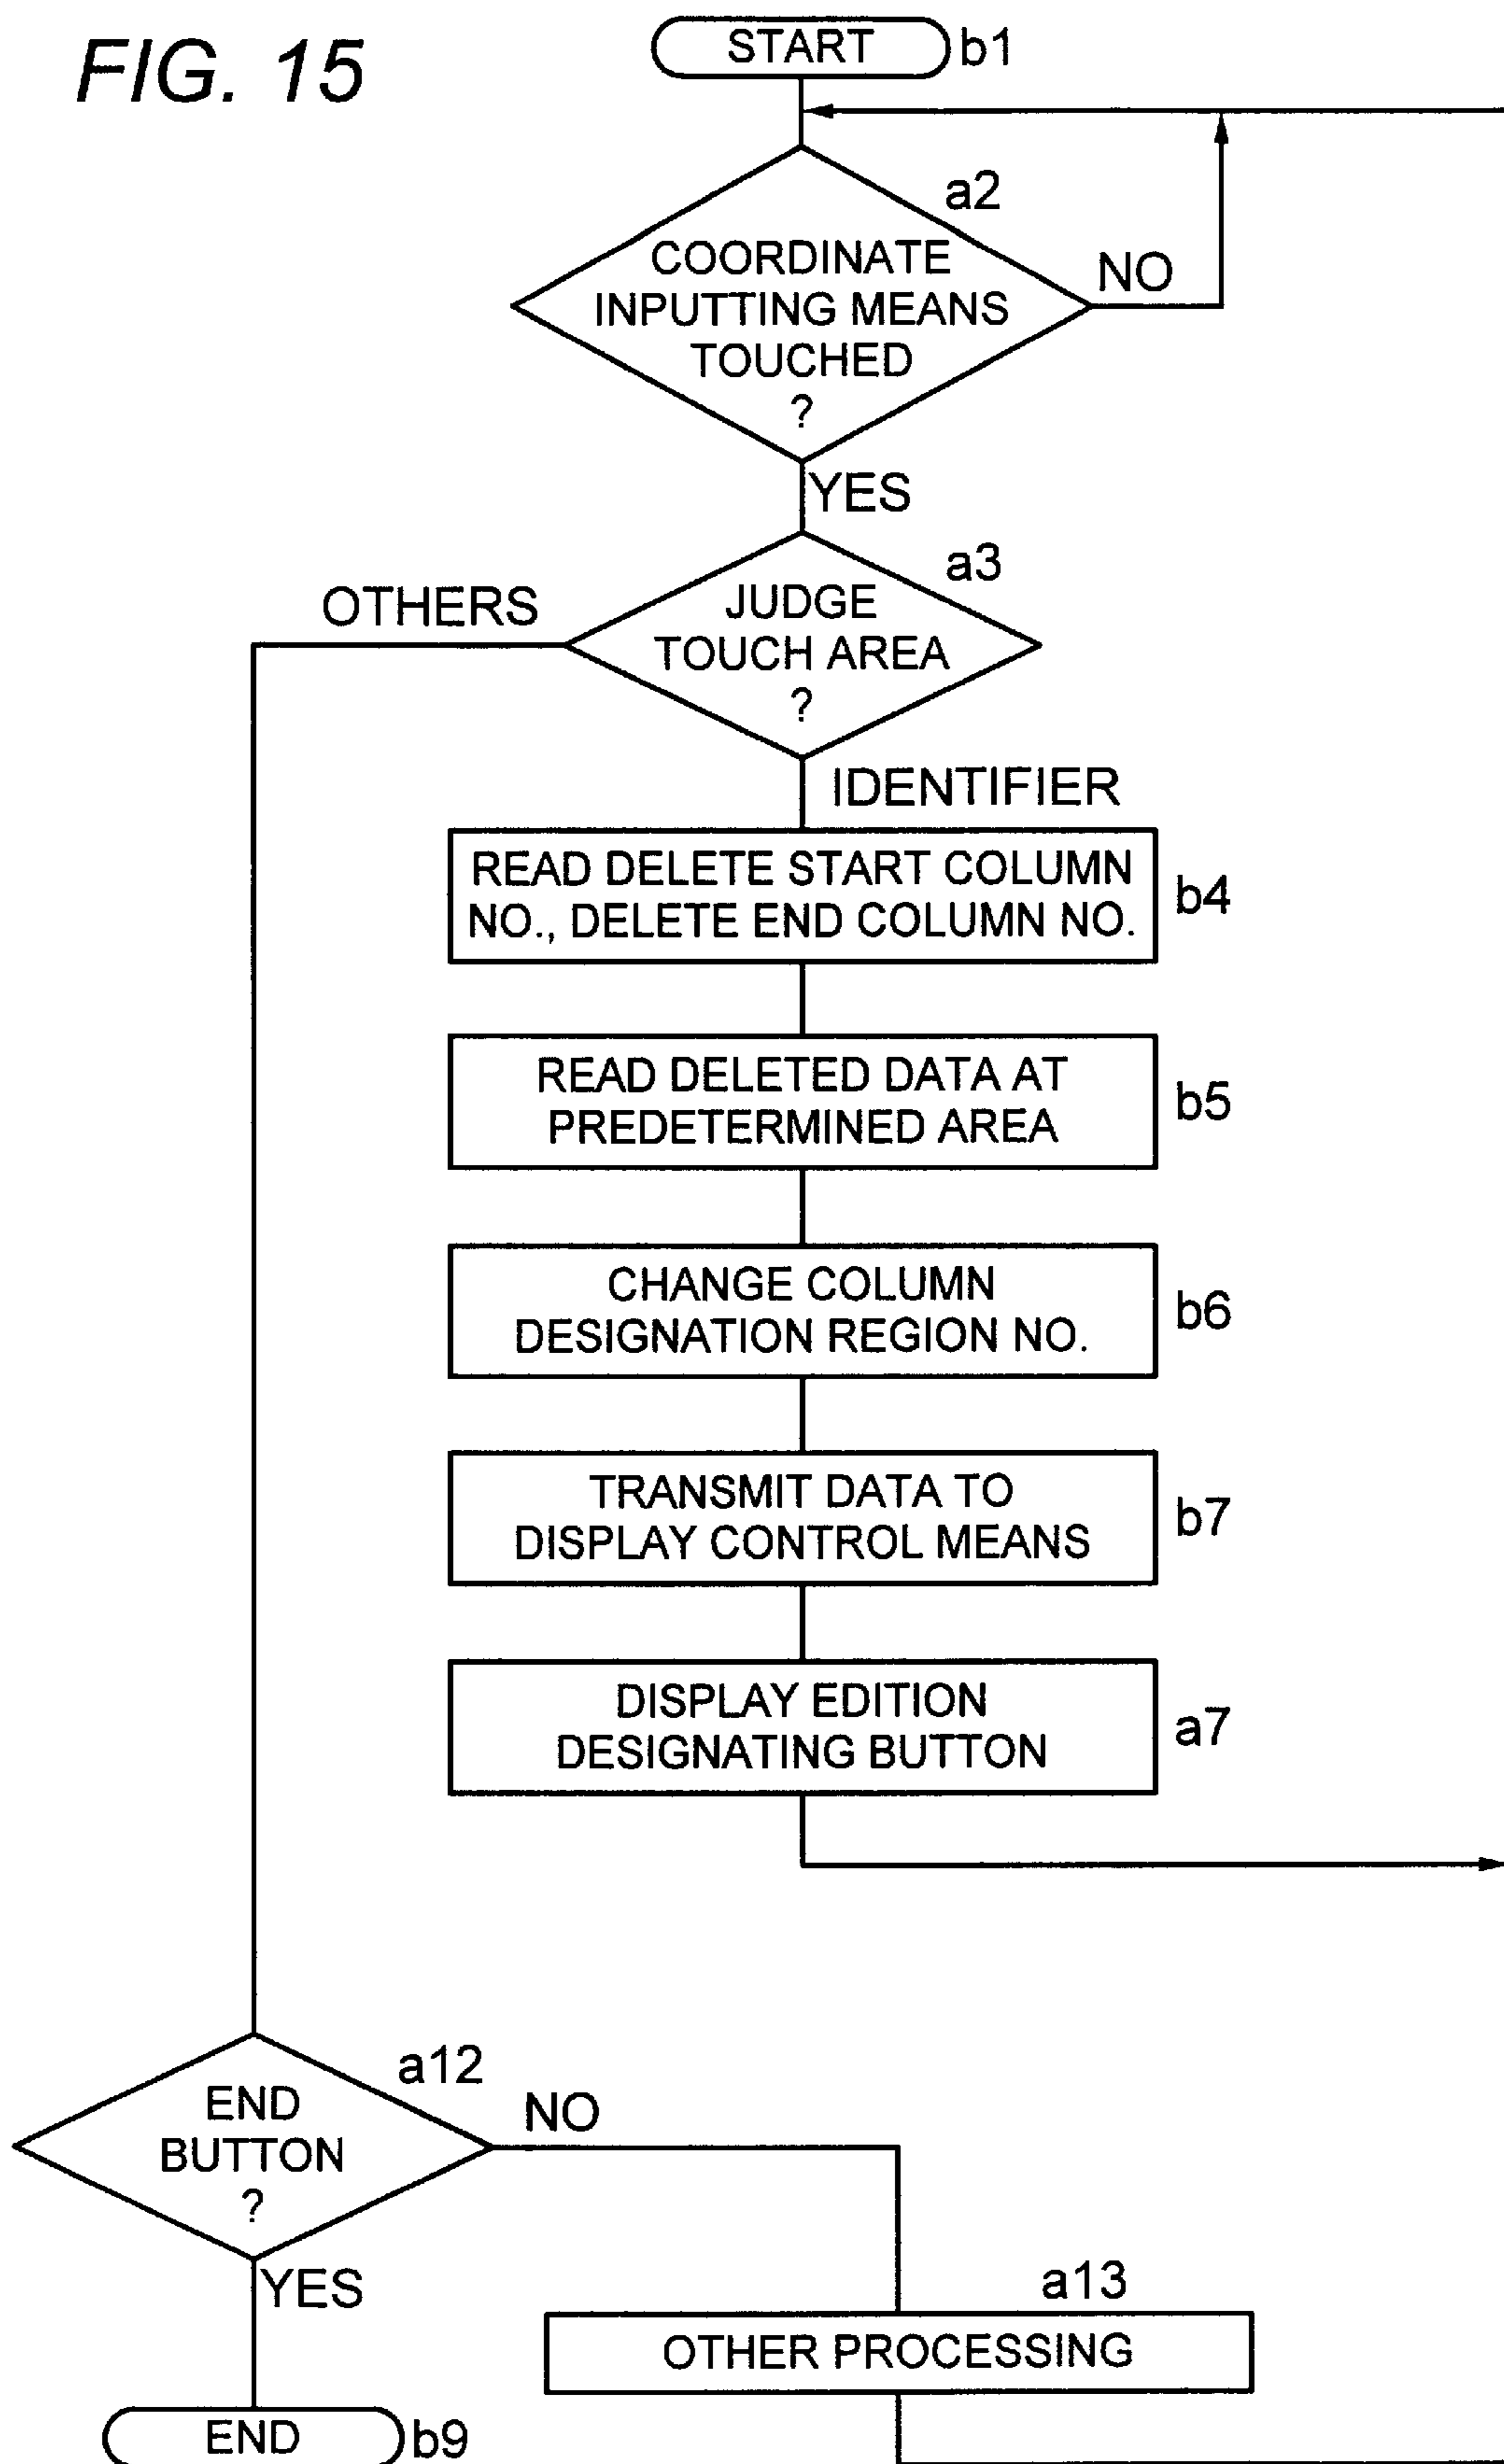 FIG. 15
START
b1
a2
COORDINATE
INPUTTING MEANS
TOUCHED
?
NO
YES
a3
JUDGE
TOUCH AREA
?
OTHERS
IDENTIFIER
READ DELETE START COLUMN
NO., DELETE END COLUMN NO.
b4
READ DELETED DATA AT
PREDETERMINED AREA
b5
CHANGE COLUMN
DESIGNATION REGION NO.
b6
TRANSMIT DATA TO
DISPLAY CONTROL MEANS
b7
DISPLAY EDITION
DESIGNATING BUTTON
a7
a12
END
BUTTON
?
NO
YES
a13
OTHER PROCESSING
END
b9